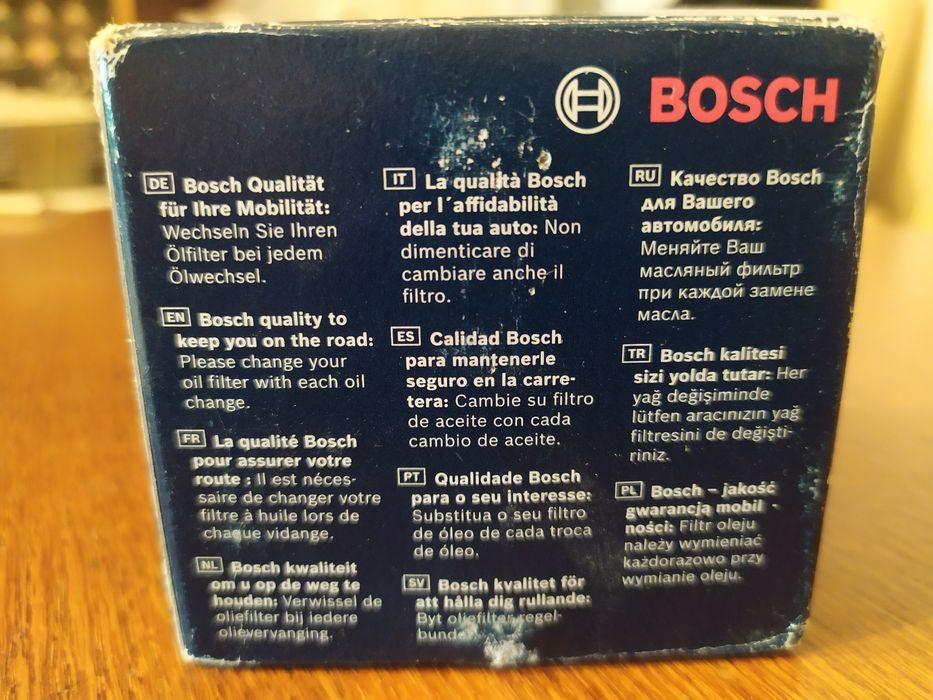 BOSCH
DE Bosch Qualität
für Ihre Mobilität:
Wechseln Sie Ihren
Ölfilter bei jedem
Ölwechsel.
EN Bosch quality to
keep you on the road:
Please change your
oil filter with each oil
change.
FR La qualité Bosch
pour assurer votre
route : Il est néces-
saire de changer votre
filtre à huile lors de
chaque vidange.
NL Bosch kwaliteit
om u op de weg te
houden: Verwissel de
oliefilter bij iedere
olievervanging.
IT La qualità Bosch
per l´affidabilità
della tua auto: Non
dimenticare di
cambiare anche il
filtro.
ES Calidad Bosch
para mantenerle
seguro en la carre-
tera: Cambie su filtro
de aceite con cada
cambio de aceite.
PT Qualidade Bosch
para o seu interesse:
Substitua o seu filtro
de óleo de cada troca
de óleo.
SV Bosch kvalitet för
att hålla dig rullande:
Byt oliefilter regel-
bund
RU Качество Bosch
для Вашего
автомобиля:
Меняйте Ваш
масляный фильтр
при каждой замене
масла.
TR Bosch kalitesi
sizi yolda tutar: Her
yağ değişiminde
lütfen aracınızın yağ
filtresini de değişti-
riniz.
PL Bosch – jakość
gwarancją mobil -
ności: Filtr oleju
należy wymieniać
każdorazowo przy
wymianie oleju.